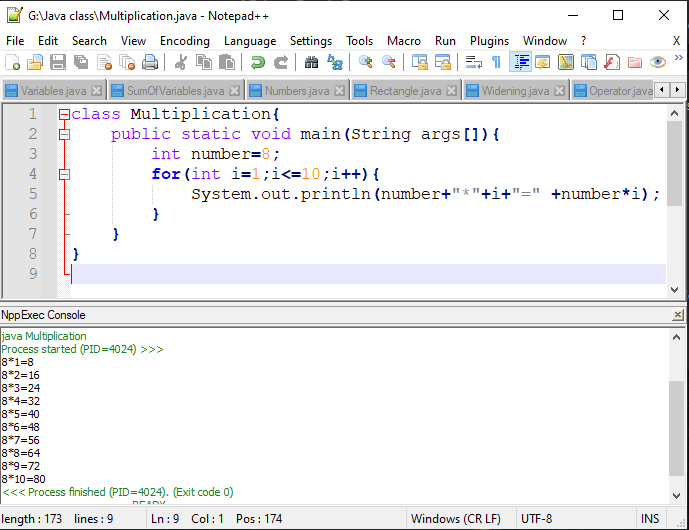 G:\Java class\Multiplication.java - Notepad++
File Edit Search View Encoding Language Settings Tools Macro Run Plugins Window ? X
Variables.java SumOfVariables.java Numbers.java Rectangle.java Widening.java Operator.java
1 class Multiplication{
2 public static void main(String args[]){
3 int number=8;
4 for(int i=1;i<=10;i++){
5 System.out.println(number+"*"+i+"=" +number*i);
6 }
7 }
8 }
9
NppExec Console
java Multiplication
Process started (PID=4024) >>>
8*1=8
8*2=16
8*3=24
8*4=32
8*5=40
8*6=48
8*7=56
8*8=64
8*9=72
8*10=80
<<< Process finished (PID=4024). (Exit code 0)
length : 173 lines : 9 Ln : 9 Col : 1 Pos : 174 Windows (CR LF) UTF-8 INS